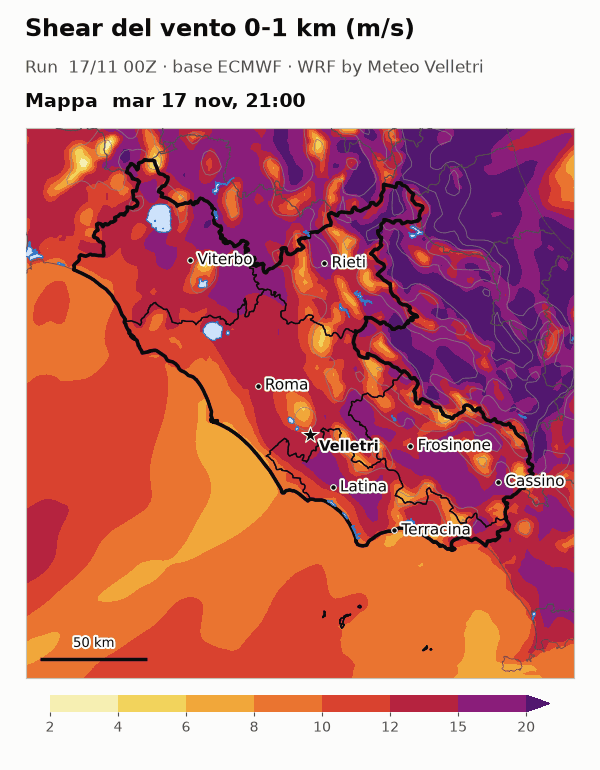 Shear del vento 0-1 km (m/s)
Run 17/11 00Z · base ECMWF · WRF by Meteo Velletri
Mappa mar 17 nov, 21:00
Viterbo
Rieti
Roma
Velletri
Frosinone
Latina
Cassino
Terracina
50 km
2 4 6 8 10 12 15 20